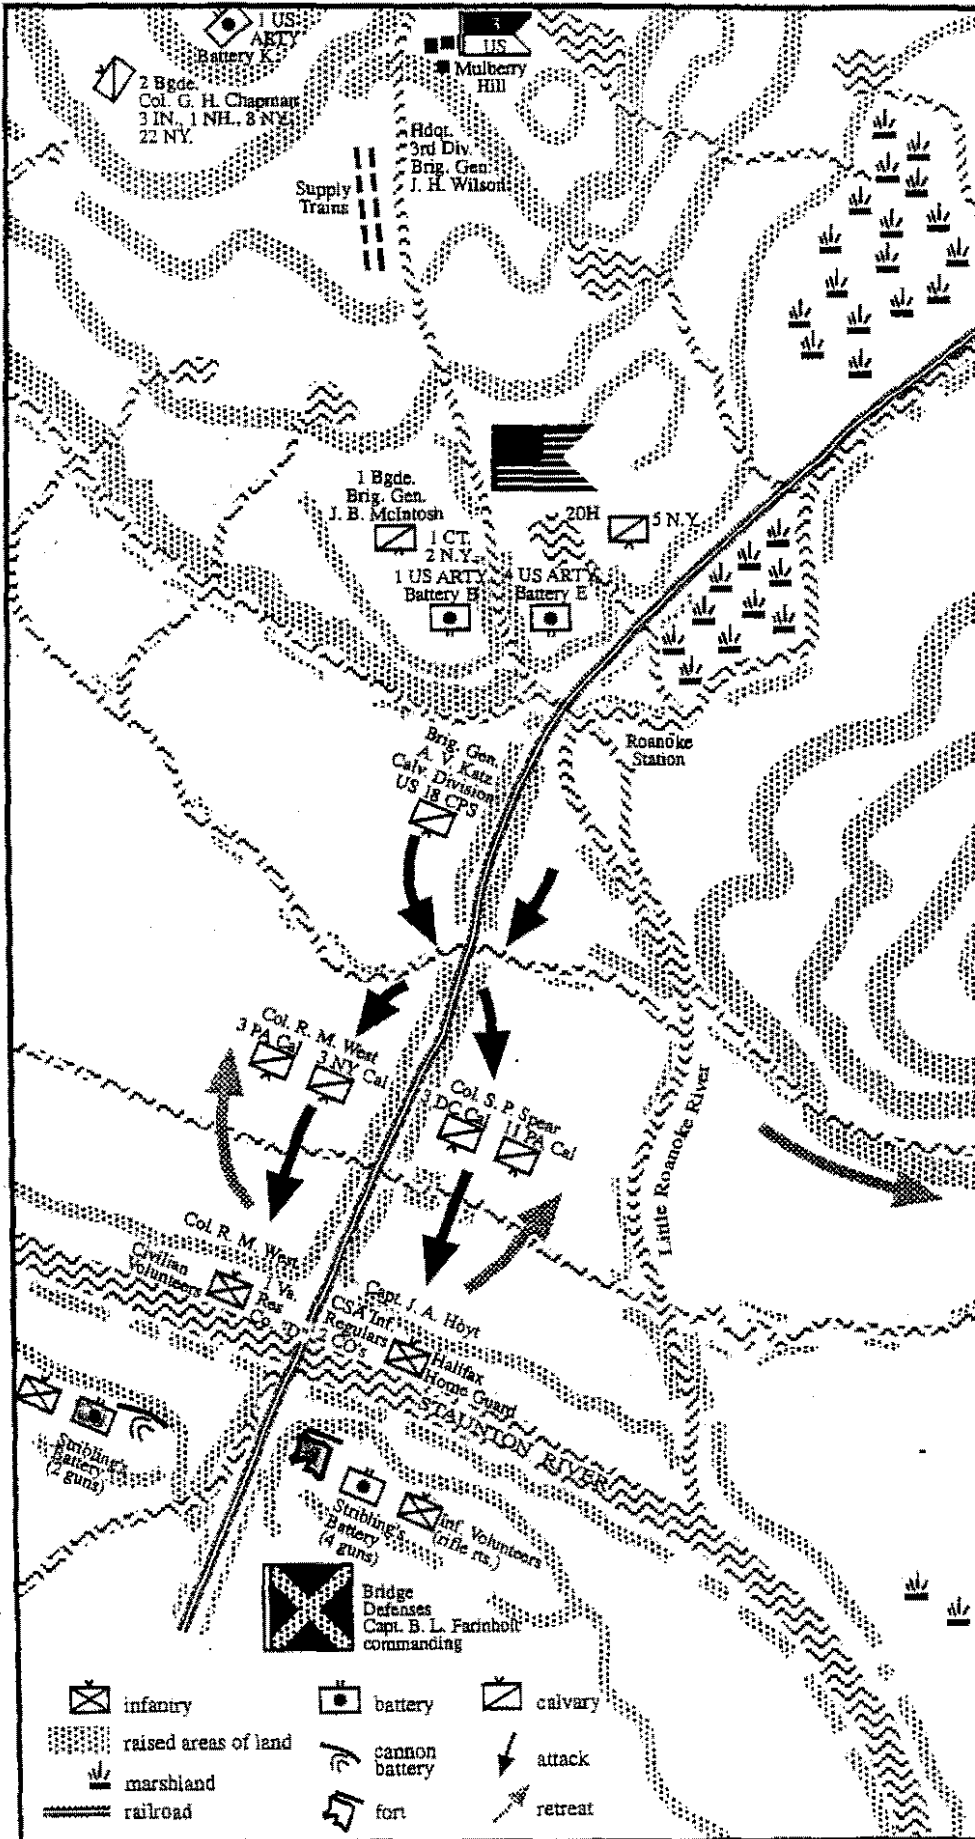 1 US
ARTY
Battery K
2 Bgde.
Col. G. H. Chapman
3 IN., 1 NH., 8 NY.
22 NY.
3
US
Mulberry
Hill
Hdqt.
3rd Div.
Brig. Gen.
J. H. Wilson
Supply
Trains
1 Bgde.
Brig. Gen.
J. B. McIntosh
1 CT.
2 N.Y.
1 US ARTY
Battery B
20H
5 N.Y.
4 US ARTY
Battery E
Roanoke
Station
Brig. Gen.
A. V. Katz
Calv. Division
US 18 CPS
Col. R. M. West
3 PA Cal
3 NY Cal
Col. S. P. Spear
3 DC Cal
11 PA Cal
Little Roanoke River
Col. R. M. West
Civilian
Volunteers
1 Va.
Res
Co. "D"
Capt. J. A. Hoyt
CSA Inf.
Regulars
2 CO's
Halifax
Home Guard
STAUNTON RIVER
Stribling's
Battery
(2 guns)
Stribling's
Battery
(4 guns)
Inf. Volunteers
(rifle rts.)
Bridge
Defenses
Capt. B. L. Farinholt
commanding
infantry
battery
calvary
raised areas of land
cannon
battery
attack
marshland
railroad
fort
retreat